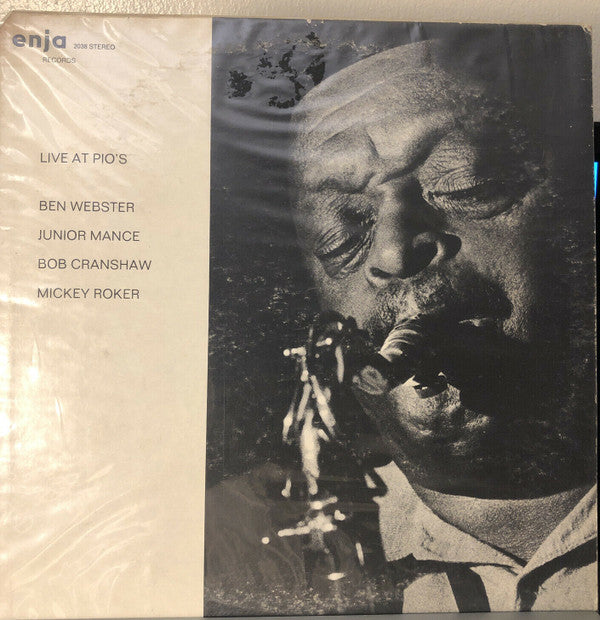 enja 2038 STEREO
RECORDS
LIVE AT PIO'S
BEN WEBSTER
JUNIOR MANCE
BOB CRANSHAW
MICKEY ROKER